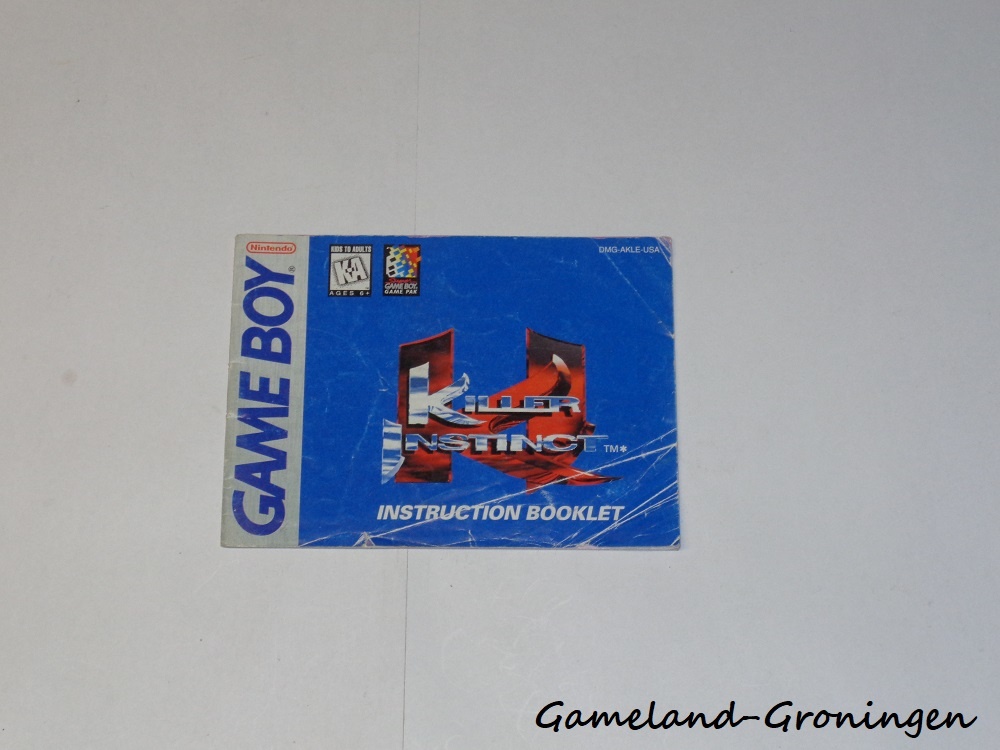 Nintendo
GAME BOY®
KIDS TO ADULTS
KA
AGES 6+
GAME BOY
GAME PAK
DMG-AKLE-USA
KILLER
INSTINCT TM*
INSTRUCTION BOOKLET
Gameland-Groningen